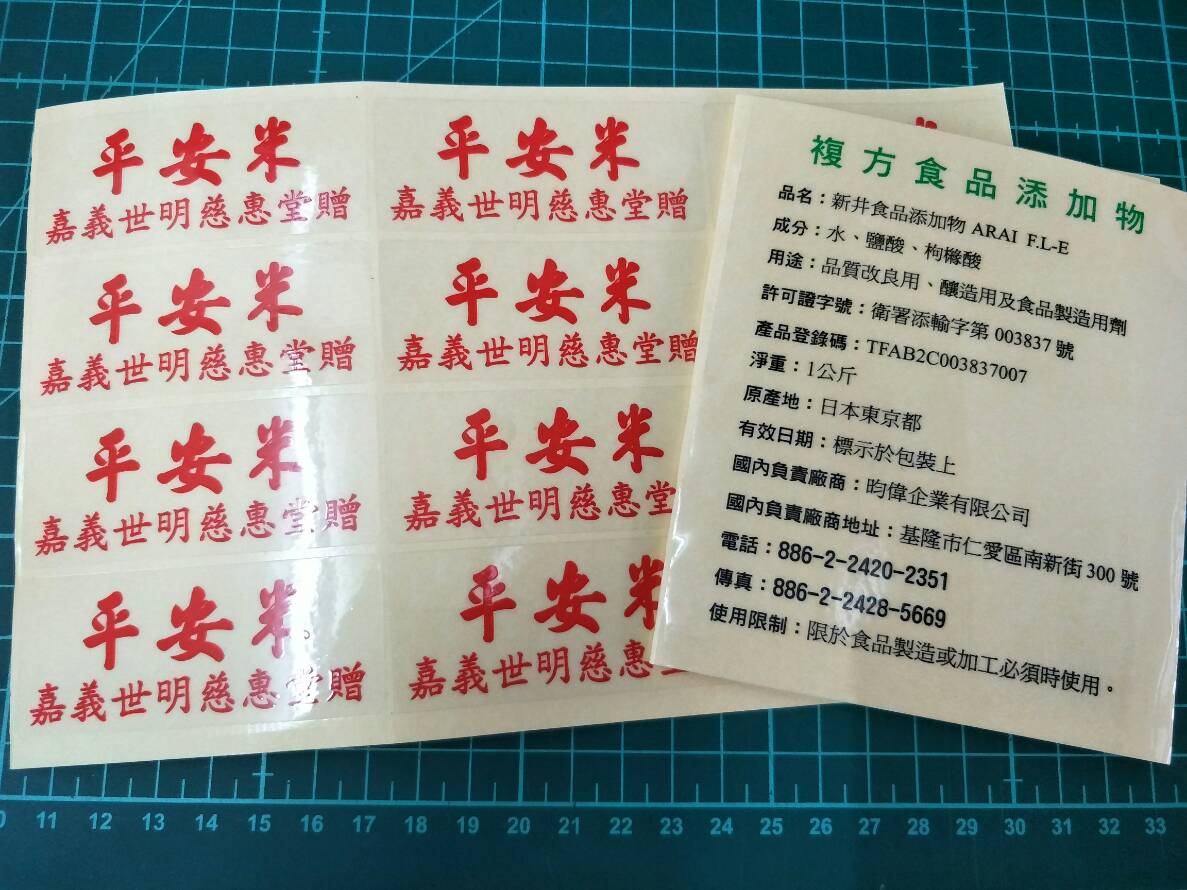 平安米
嘉義世明慈惠堂贈
平安米
嘉義世明慈惠堂贈
平安米
嘉義世明慈惠堂贈
平安米
嘉義世明慈惠堂贈
平安米
嘉義世明慈惠堂贈
平安米
嘉義世明慈惠堂贈
平安米
嘉義世明慈惠堂
平安米
嘉義世明慈惠
複方食品添加物
品名：新井食品添加物 ARAI F.L-E
成分：水、鹽酸、枸櫞酸
用途：品質改良用、釀造用及食品製造用劑
許可證字號：衛署添輸字第 003837 號
產品登錄碼：TFAB2C003837007
淨重：1公斤
原產地：日本東京都
有效日期：標示於包裝上
國內負責廠商：昀偉企業有限公司
國內負責廠商地址：基隆市仁愛區南新街 300 號
電話：886-2-2420-2351
傳真：886-2-2428-5669
使用限制：限於食品製造或加工必須時使用。
11 12 13 14 15 16 17 18 19 20 21 22 23 24 25 26 27 28 29 30 31 32 33